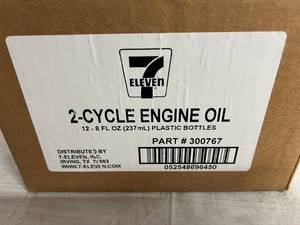 7
ELEVEN
2-CYCLE ENGINE OIL
12 - 8 FL OZ (237mL) PLASTIC BOTTLES
PART # 300767
DISTRIBUTED BY
7-ELEVEN, INC.
IRVING, TX
WWW.7-ELEVEN.COM
052548696450